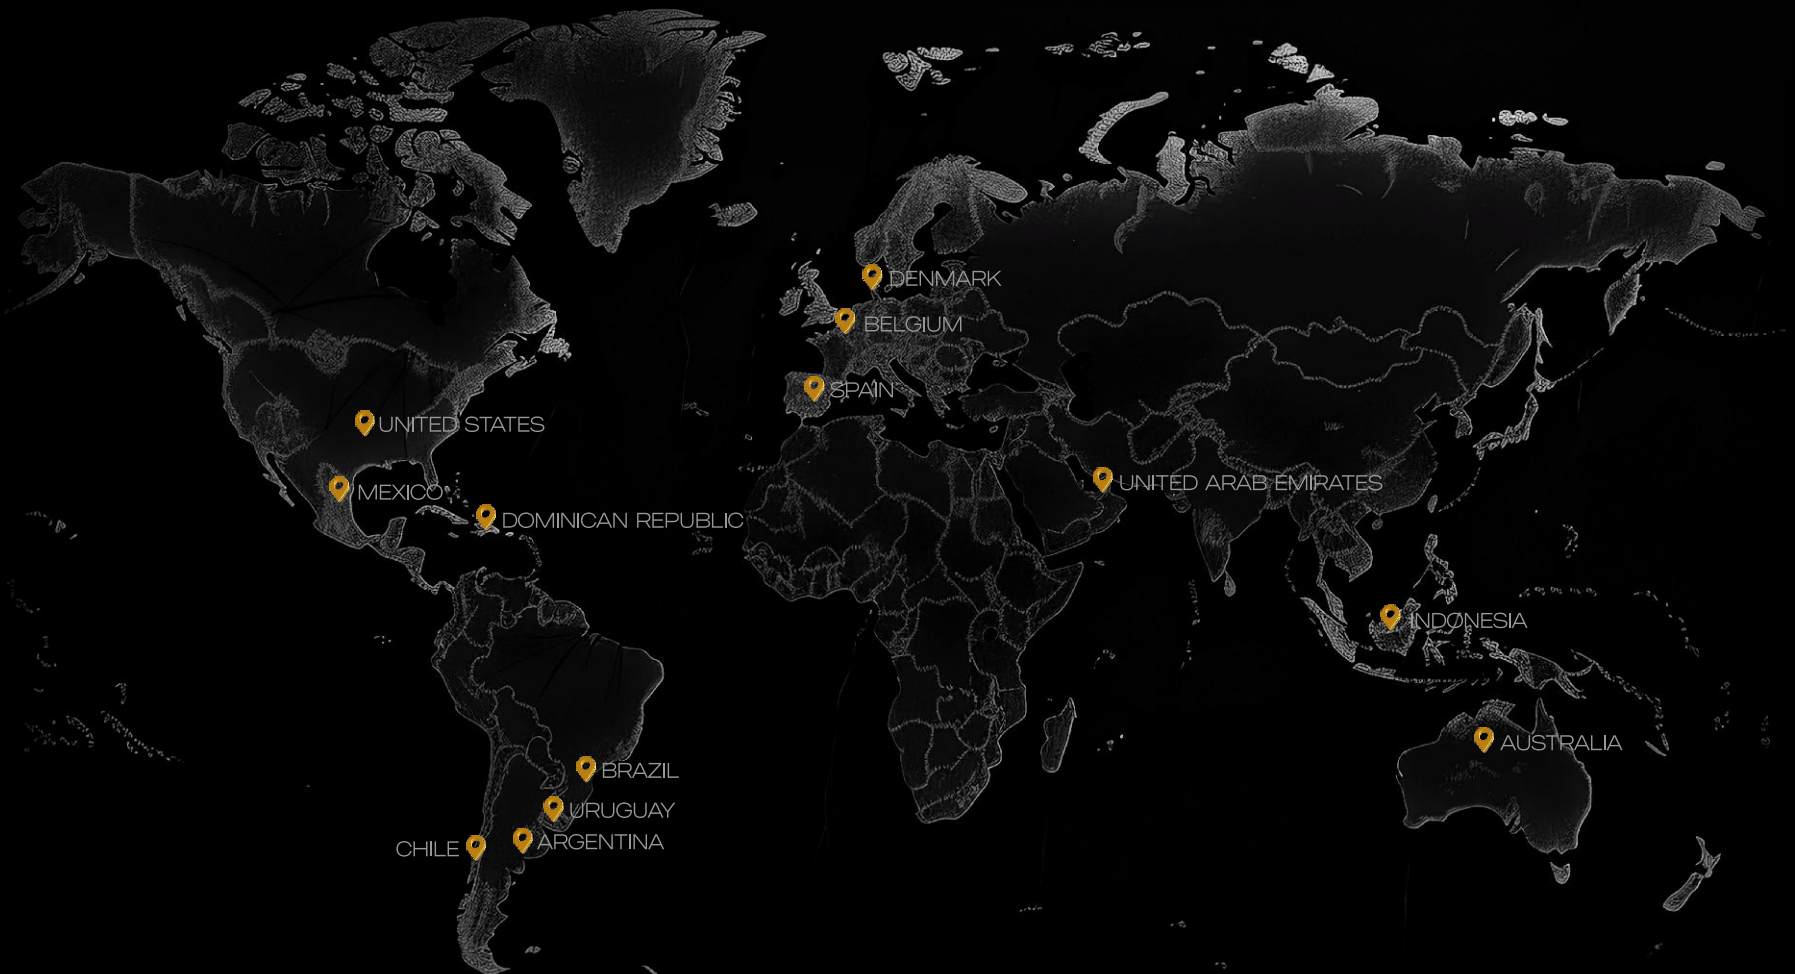 DENMARK
BELGIUM
SPAIN
UNITED STATES
UNITED ARAB EMIRATES
MEXICO
DOMINICAN REPUBLIC
INDONESIA
AUSTRALIA
BRAZIL
URUGUAY
ARGENTINA
CHILE